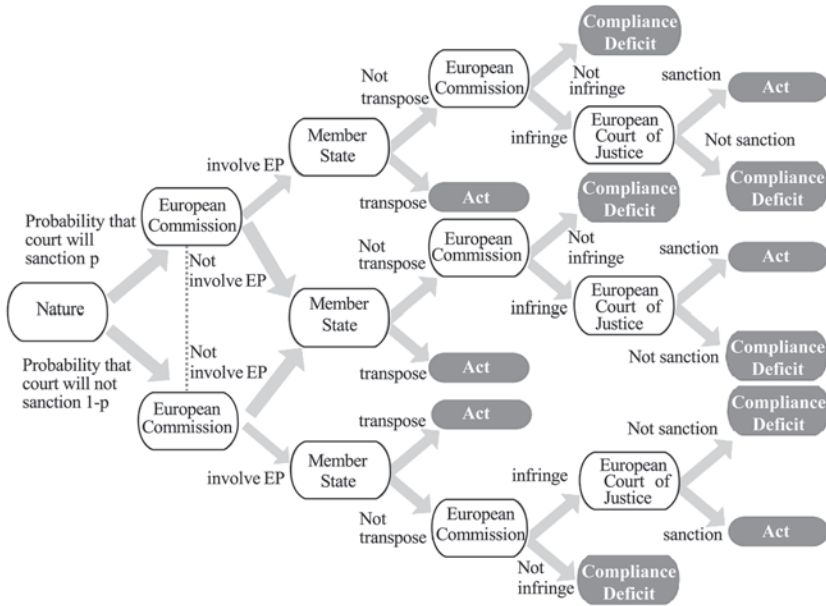 Compliance
Deficit
European
Commission
Not
transpose
Not
infringe
sanction
Act
infringe
European
Court of
Justice
Not sanction
Member
State
involve EP
transpose
Act
Compliance
Deficit
Compliance
Deficit
European
Commission
Probability that
court will
sanction p
Not
involve EP
Not
transpose
European
Commission
Not
infringe
sanction
Act
infringe
European
Court of
Justice
Nature
Member
State
Not sanction
Compliance
Deficit
Probability that
court will not
sanction 1-p
Not
involve EP
transpose
Act
European
Commission
transpose
Act
Compliance
Deficit
Not sanction
involve EP
Member
State
infringe
European
Court of
Justice
Not
transpose
European
Commission
sanction
Act
Not
infringe
Compliance
Deficit